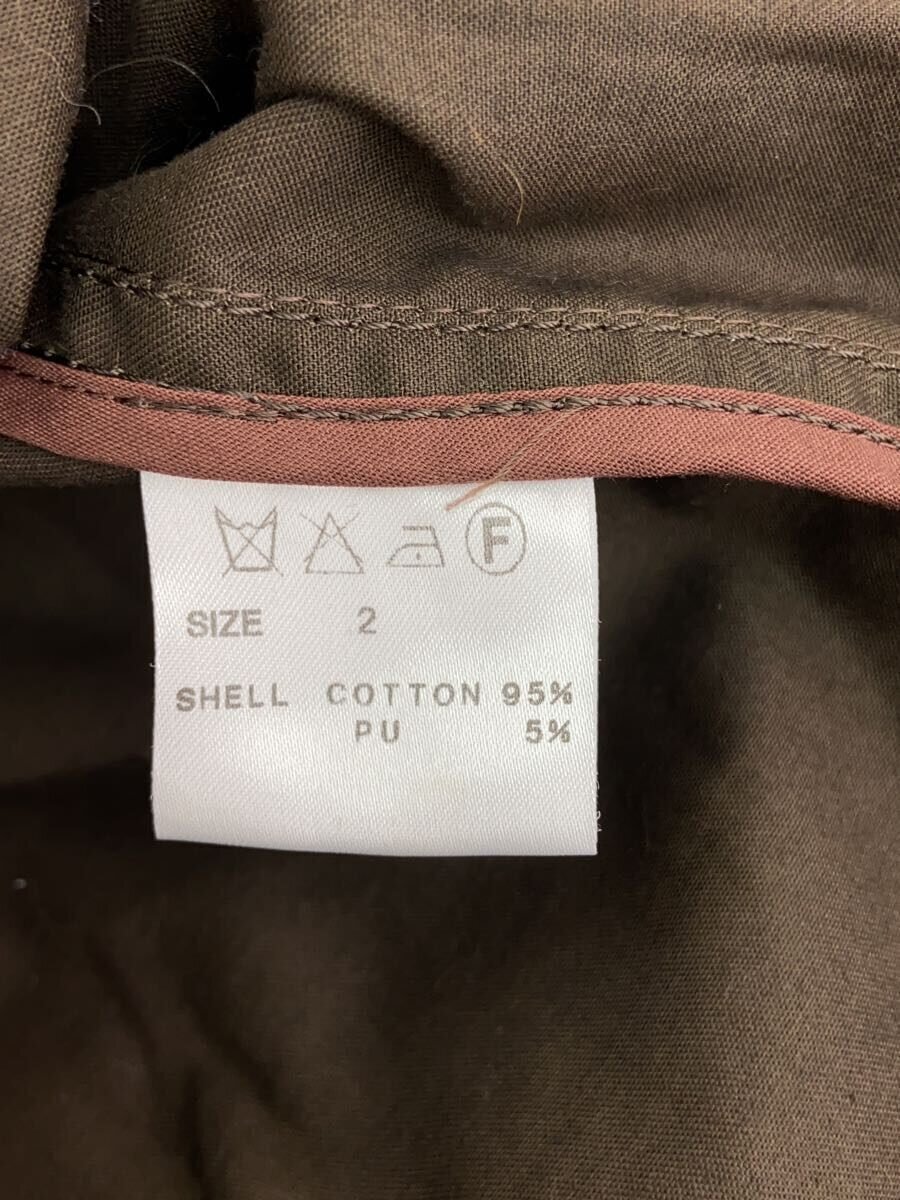 F
SIZE 2
SHELL COTTON 95%
PU 5%